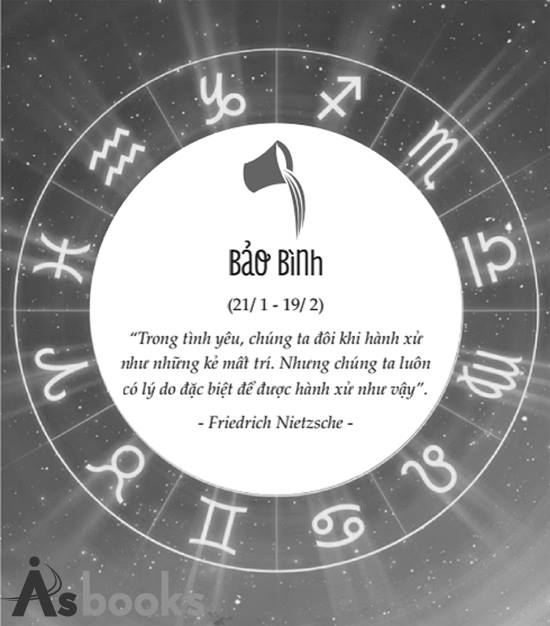 Bảo Bình
(21/ 1 - 19/ 2)
“Trong tình yêu, chúng ta đôi khi hành xử
như những kẻ mất trí. Nhưng chúng ta luôn
có lý do đặc biệt để được hành xử như vậy”.
- Friedrich Nietzsche -
Asbooks